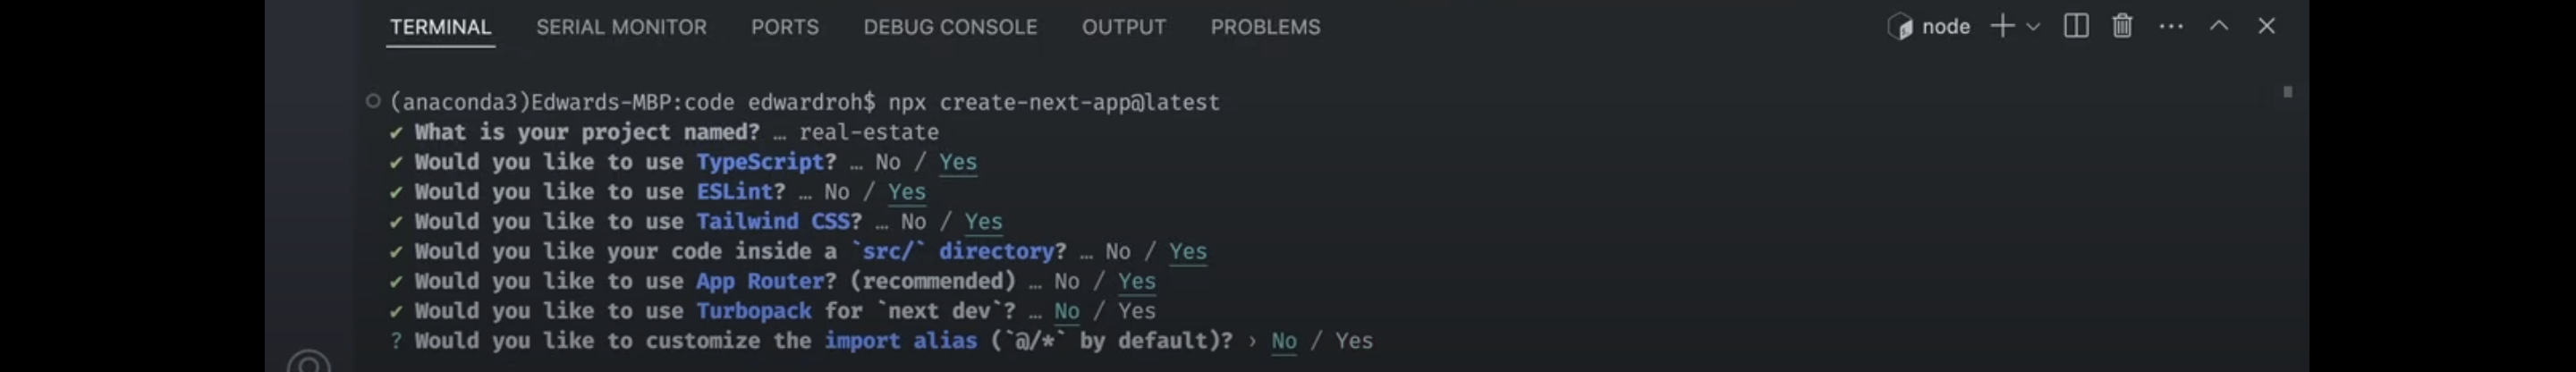 TERMINAL SERIAL MONITOR PORTS DEBUG CONSOLE OUTPUT PROBLEMS node
(anaconda3)Edwards-MBP:code edwardroh$ npx create-next-app@latest
✔ What is your project named? … real-estate
✔ Would you like to use TypeScript? … No / Yes
✔ Would you like to use ESLint? … No / Yes
✔ Would you like to use Tailwind CSS? … No / Yes
✔ Would you like your code inside a `src/` directory? … No / Yes
✔ Would you like to use App Router? (recommended) … No / Yes
✔ Would you like to use Turbopack for `next dev`? … No / Yes
? Would you like to customize the import alias (`@/*` by default)? › No / Yes